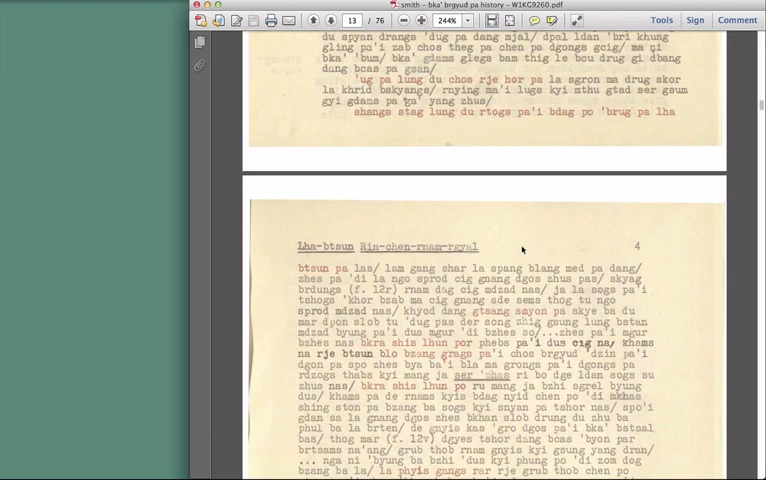 smith - bka' brgyud pa history - W1KG9260.pdf
13 / 76
244%
Tools
Sign
Comment
du spyan drangs 'dug pa dang mjal/ dpal ldan 'bri khung
gling pa'i zab chos theg pa chen po dgongs gcig/ ma ṇi
bka' 'bum/ bka' gdams glegs bam thig le bcu drug gi dbang
dang bcas pa gsan/
'ug pa lung du chos rje hor pa la sgron ma drug skor
la khrid bskyangs/ rnying ma'i lugs kyi mthu gtad ser gsum
gyi gdams pa yang zhus/
shangs stag lung du rtogs pa'i bdag po 'brug pa lha
Lha-btsun Rin-chen-rnam-rgyal
4
btsun pa las/ lam gang shar la spang blang med pa dang/
zhes pa 'di la ngo sprod cig gnang dgos zhus pas/ skyag
brdungs (f. 12r) rnam dag cig mdzad nas/ ja la sogs pa'i
tshogs 'khor bzab ma cig gnang sde sems thog tu ngo
sprod mdzad nas/ khyod dang gtsang smyon pa skye ba du
mar dpon slob tu 'dug pas der song zhig gsung lung bstan
mdzad byung pa'i dus mgur 'di bzhes so/...zhes pa'i mgur
bzhes nas bkra shis lhun por phebs pa'i dus cig na, khams
na rje btsun blo bzang grags pa'i chos brgyud 'dzin pa'i
dgon pa spo zhes bya ba'i bla ma grongs pa'i dgongs pa
rdzogs thabs kyi mang ja ser 'mhas ri bo dge ldan sogs su
zhus nas/ bkra shis lhun po ru mang ja bzhi sgrel byung
dus/ khams pa de rnams kyis bdag nyid chen po 'di mkhas
shing ston pa bzang ba sogs kyi snyan pa tshor nas/ spo'i
gdan sa la gnang dgos zhes bkhan slob drung du zhu ba
phul ba la brten/ de gnyis kas 'gro dgos pa'i bka' bstsal
bas/ thog mar (f. 12v) dgyes tshor dang bcas 'byon par
brtsams na'ang/ grub thob rnam gnyis kyi gsung yang dran/
... nga ni 'byung ba bzhi 'dus kyi phung po 'di zom dog
bzang ba la/ la phyis gangs rar rje grub thob chen po